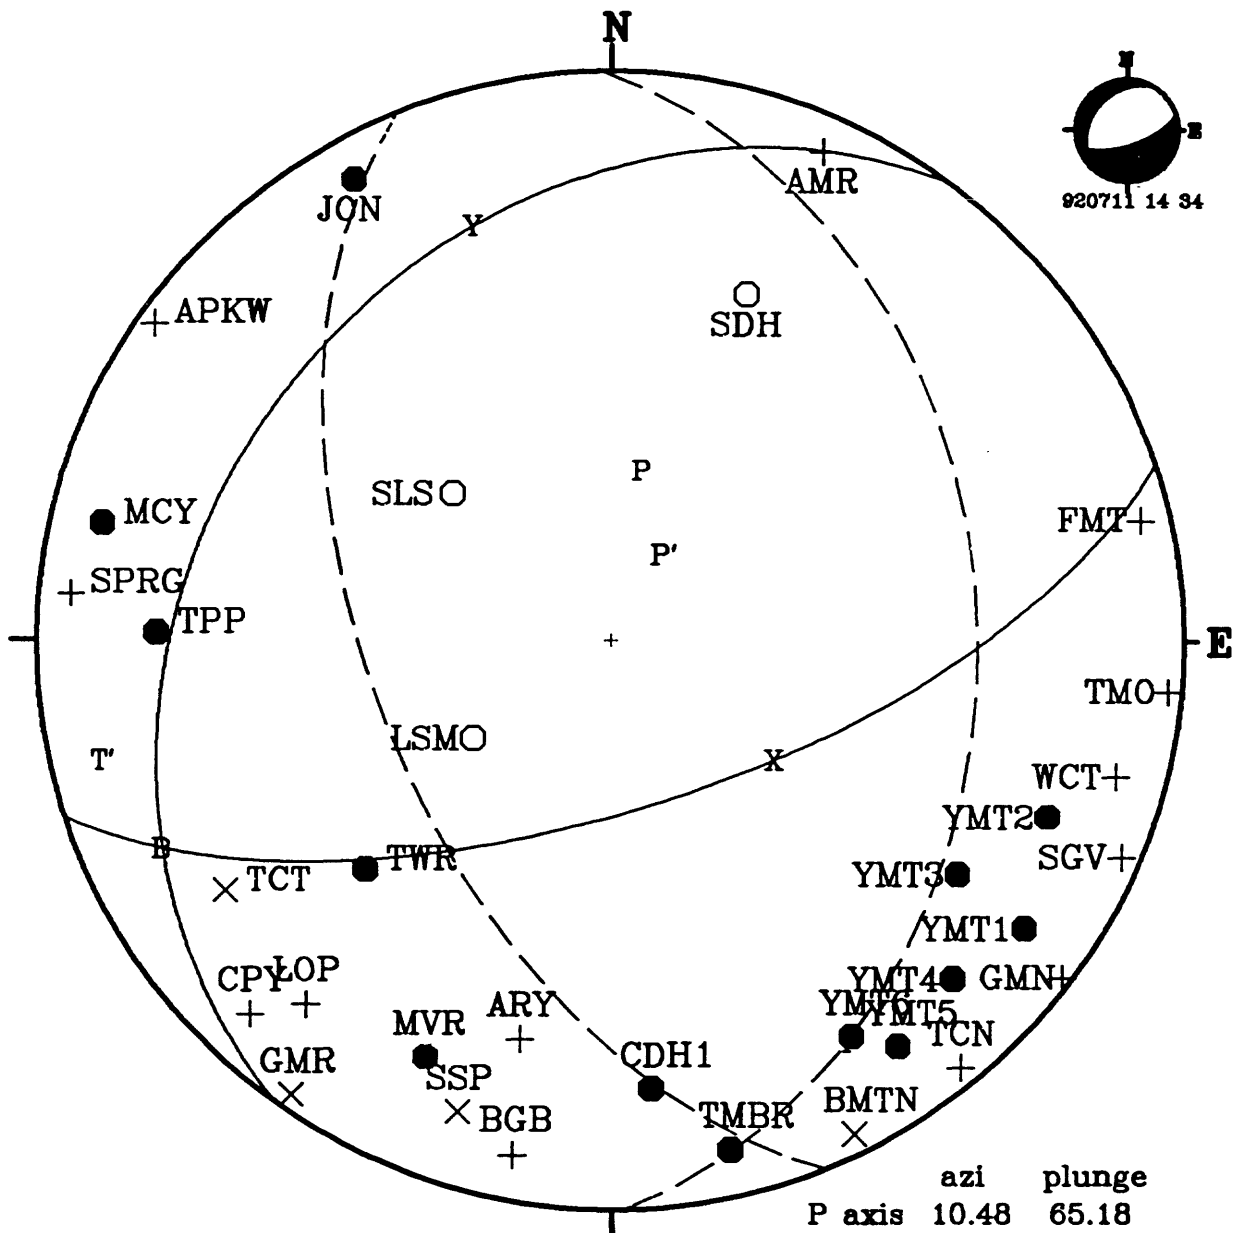 N
N
E
920711 14 34
AMR
JON
Y
APKW
SDH
P
SLS
MCY
FMT
P'
SPRG
TPP
E
TMO
LSM
T'
X
WCT
YMT2
B
TWR
SGV
TCT
YMT3
YMT1
LOP
CPY
YMT4
GMN
ARY
YMT6
YMT5
MVR
TCN
GMR
CDH1
SSP
BMTN
BGB
TMBR
azi plunge
P axis 10.48 65.18